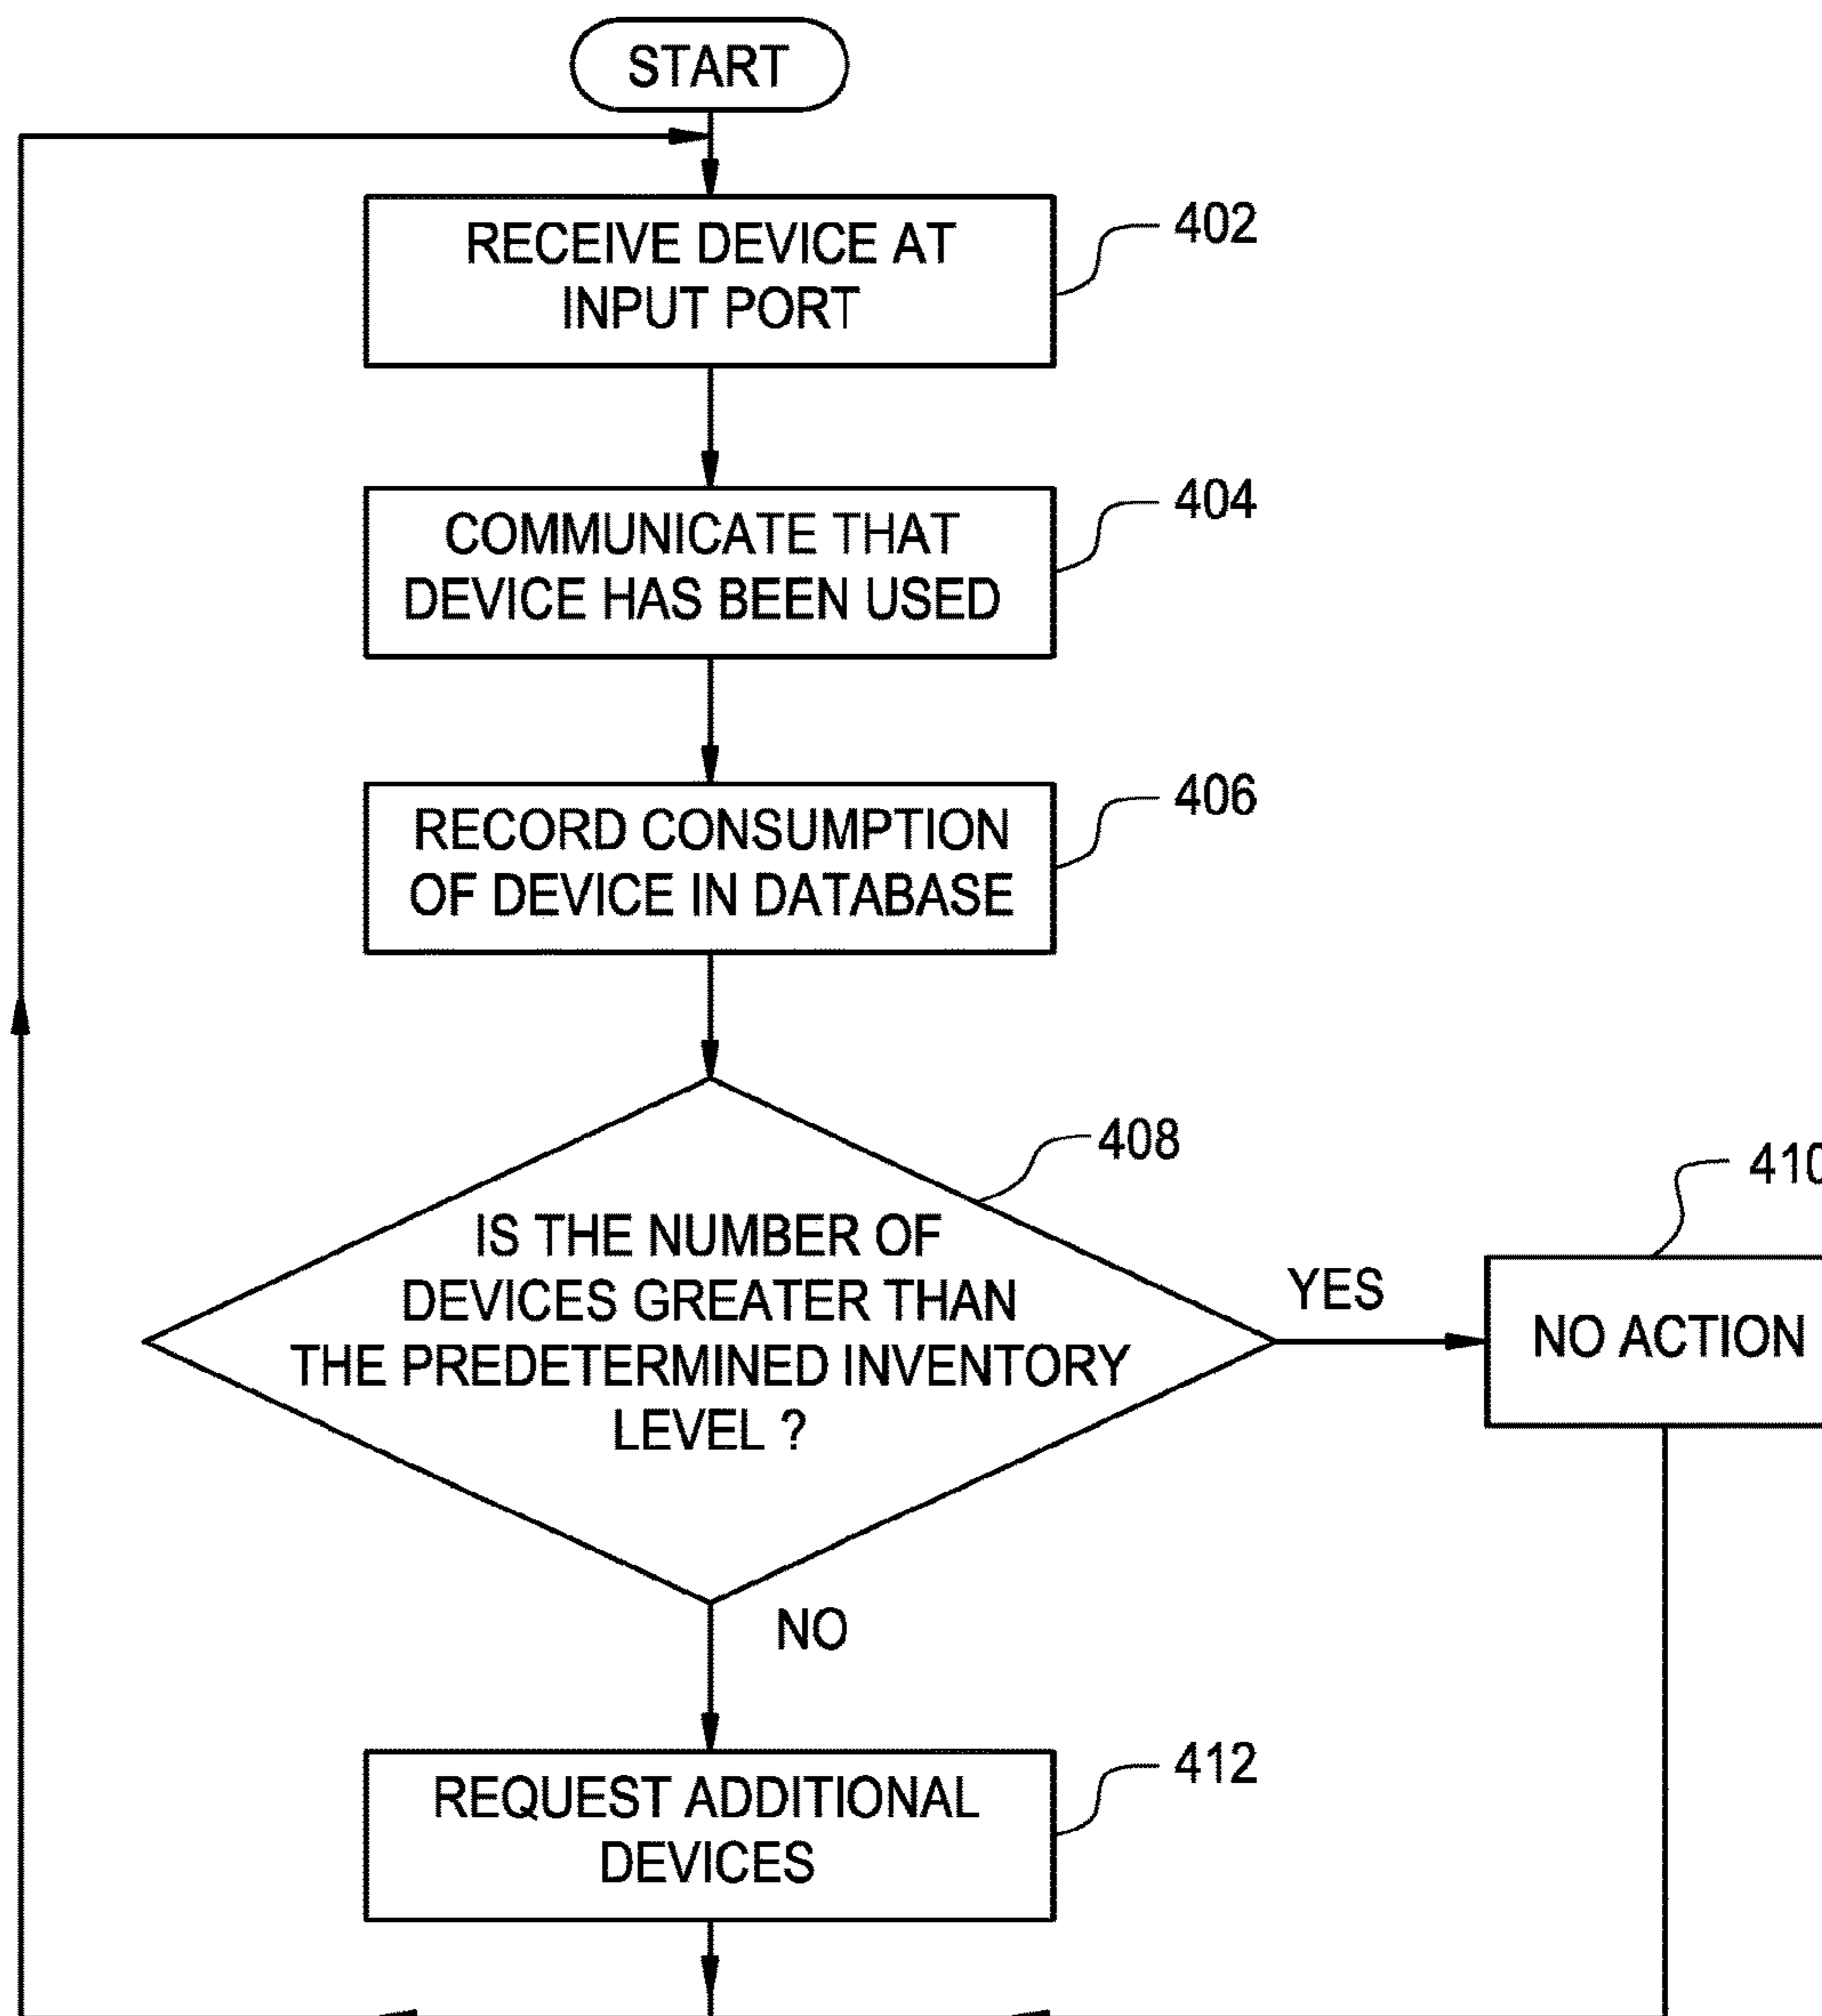 START
RECEIVE DEVICE AT
INPUT PORT
402
COMMUNICATE THAT
DEVICE HAS BEEN USED
404
RECORD CONSUMPTION
OF DEVICE IN DATABASE
406
408
IS THE NUMBER OF
DEVICES GREATER THAN
THE PREDETERMINED INVENTORY
LEVEL ?
YES
410
NO ACTION
NO
REQUEST ADDITIONAL
DEVICES
412